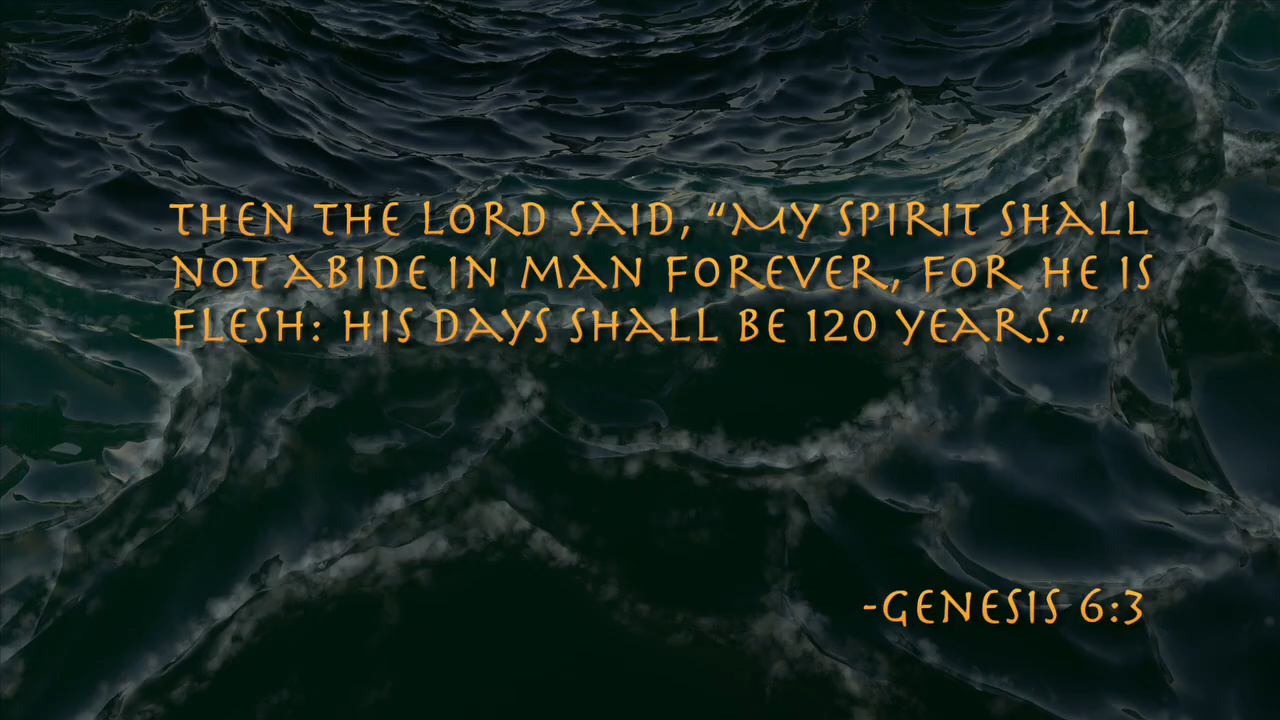 THEN THE LORD SAID, “MY SPIRIT SHALL
NOT ABIDE IN MAN FOREVER, FOR HE IS
FLESH: HIS DAYS SHALL BE 120 YEARS.”
-GENESIS 6:3